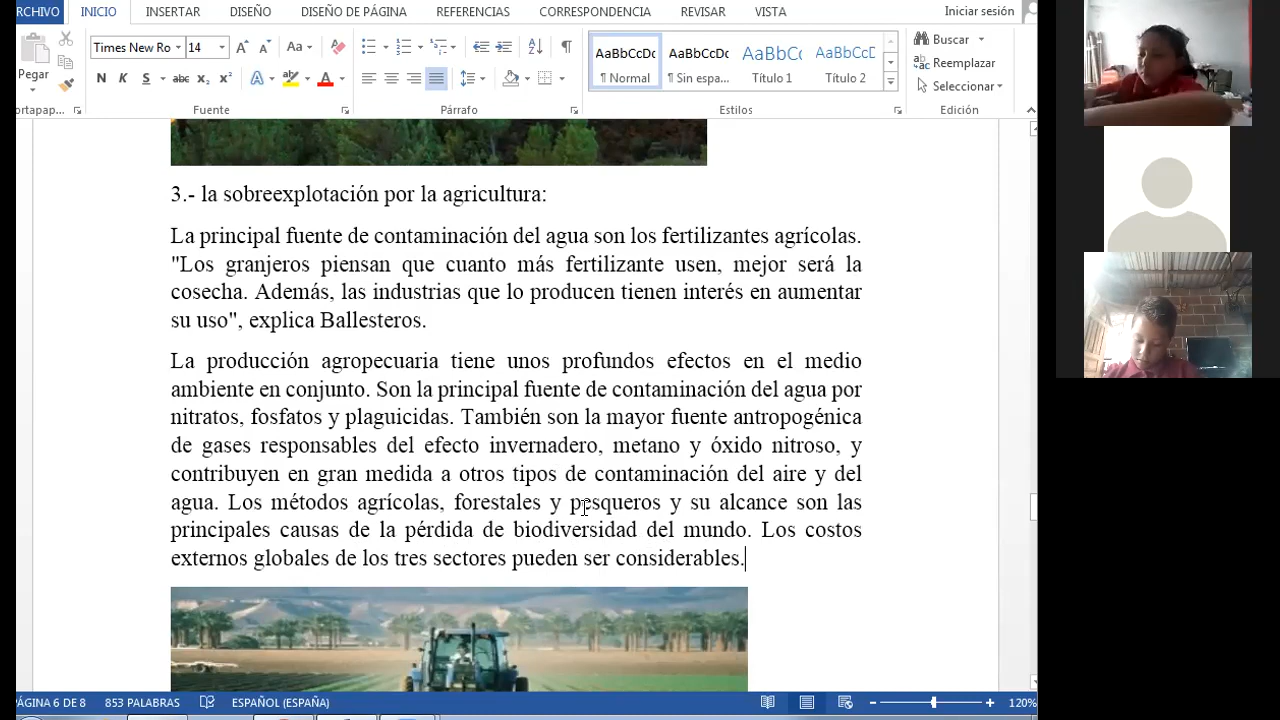 ARCHIVO INICIO INSERTAR DISEÑO DISEÑO DE PÁGINA REFERENCIAS CORRESPONDENCIA REVISAR VISTA Iniciar sesión
Times New Ro 14 Aa
Pegar
N K S abc x₂ x² A ab A
AaBbCcDc AaBbCcDc AaBbCc AaBbCcD
¶ Normal ¶ Sin espa... Título 1 Título 2
Buscar
Reemplazar
Seleccionar
ortapap... Fuente Párrafo Estilos Edición
3.- la sobreexplotación por la agricultura:
La principal fuente de contaminación del agua son los fertilizantes agrícolas.
"Los granjeros piensan que cuanto más fertilizante usen, mejor será la
cosecha. Además, las industrias que lo producen tienen interés en aumentar
su uso", explica Ballesteros.
La producción agropecuaria tiene unos profundos efectos en el medio
ambiente en conjunto. Son la principal fuente de contaminación del agua por
nitratos, fosfatos y plaguicidas. También son la mayor fuente antropogénica
de gases responsables del efecto invernadero, metano y óxido nitroso, y
contribuyen en gran medida a otros tipos de contaminación del aire y del
agua. Los métodos agrícolas, forestales y pesqueros y su alcance son las
principales causas de la pérdida de biodiversidad del mundo. Los costos
externos globales de los tres sectores pueden ser considerables.
PÁGINA 6 DE 8 853 PALABRAS ESPAÑOL (ESPAÑA) 120%